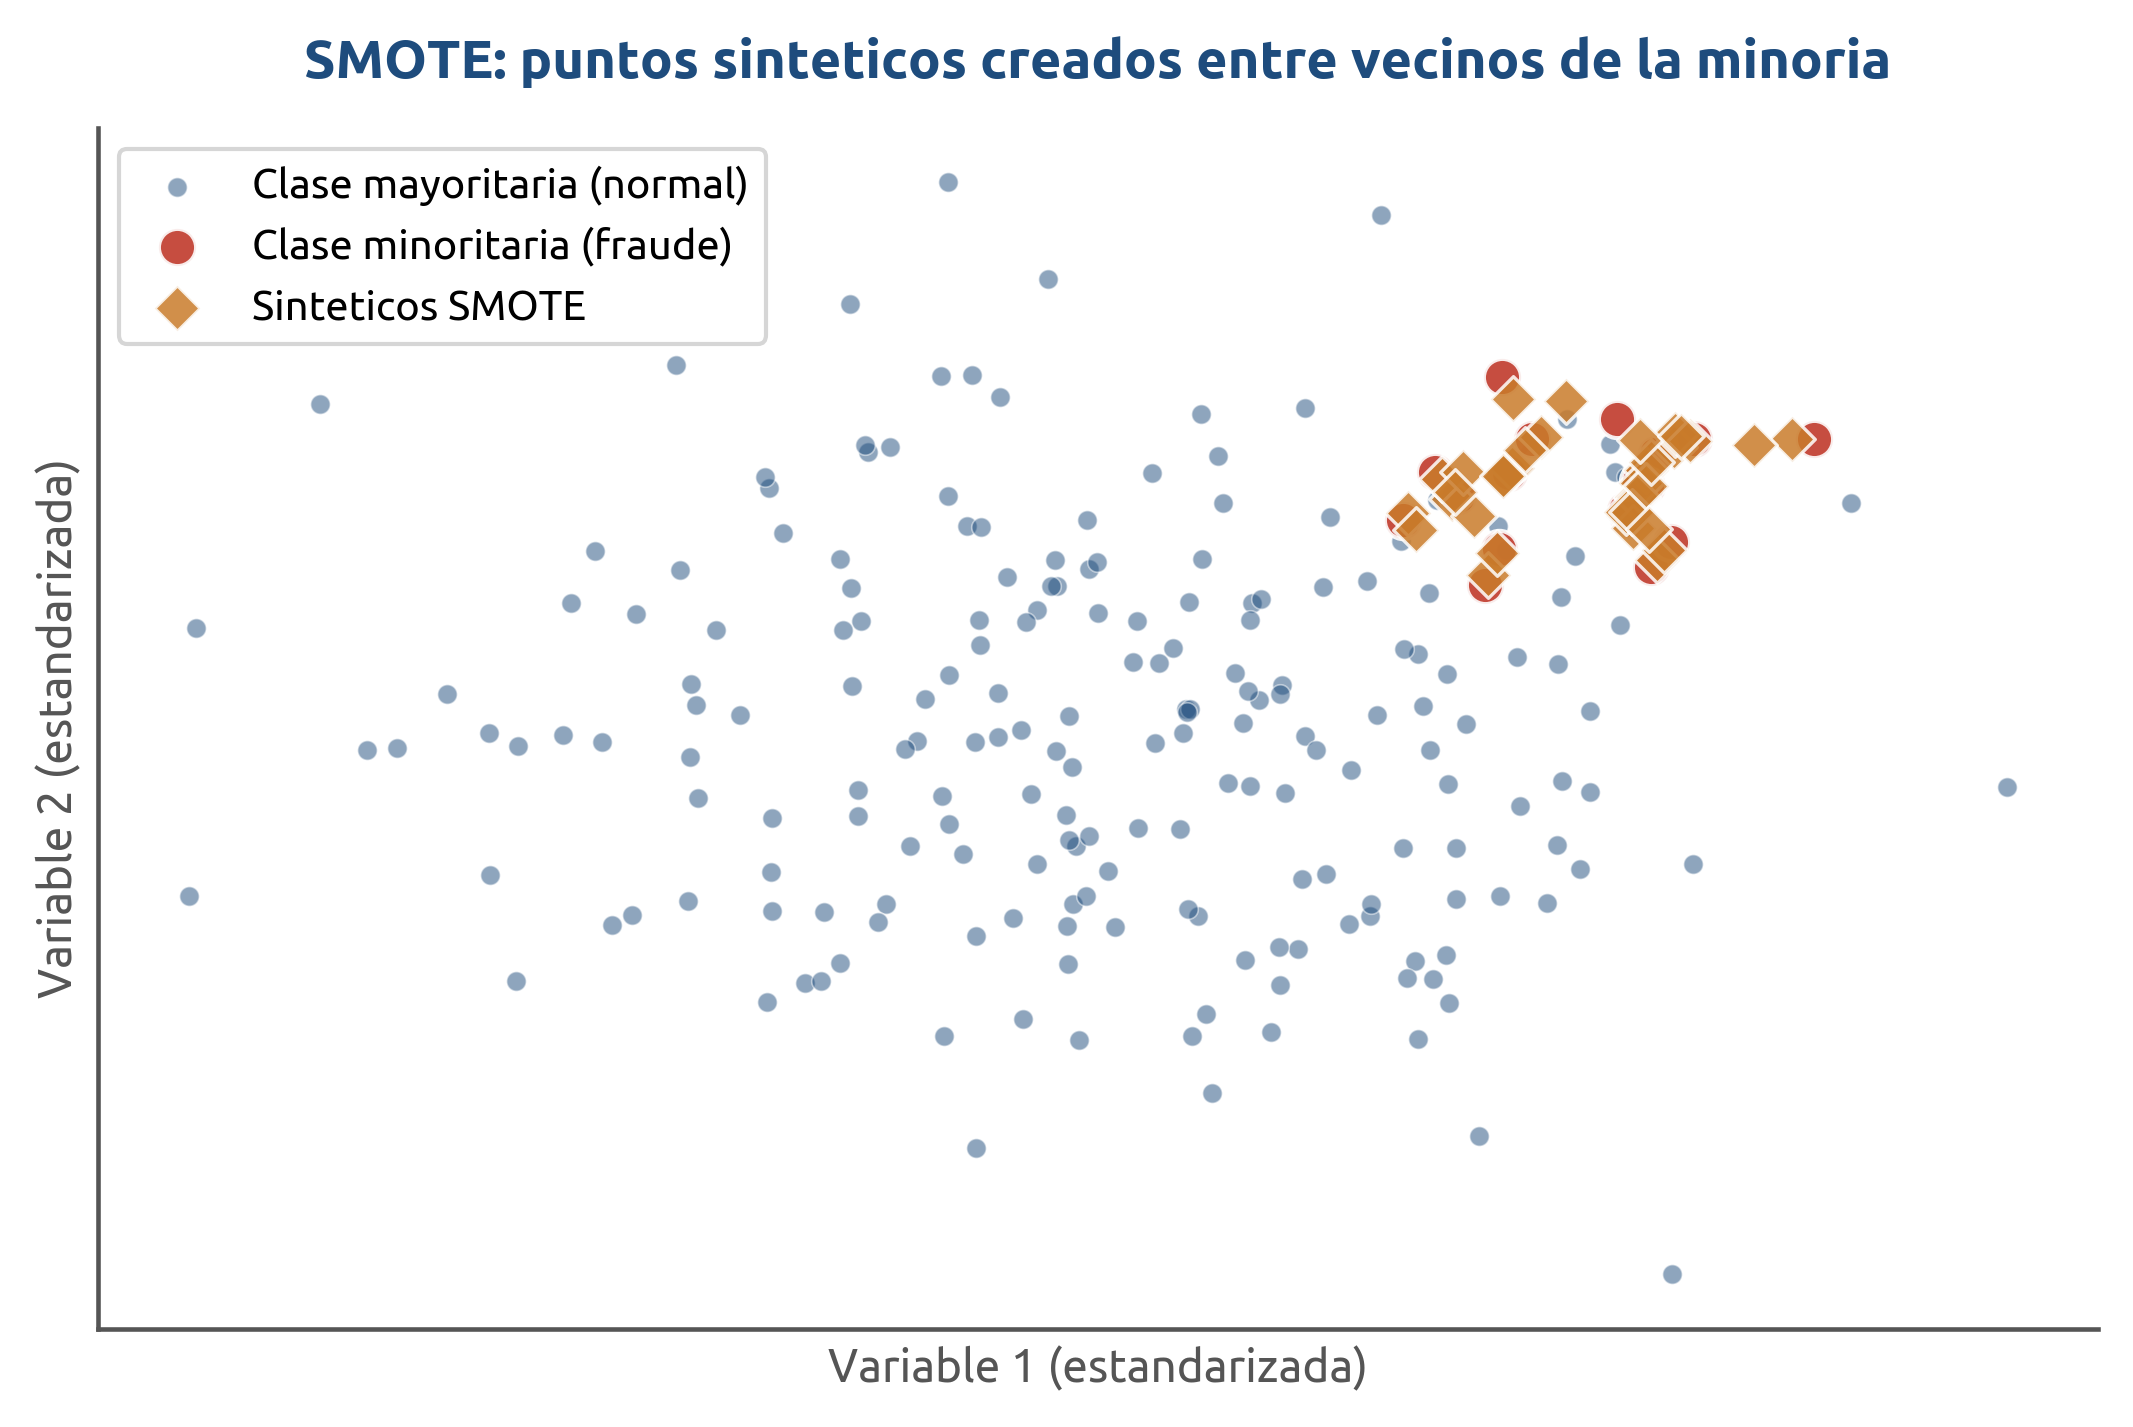 SMOTE: puntos sinteticos creados entre vecinos de la minoria
Clase mayoritaria (normal)
Clase minoritaria (fraude)
Sinteticos SMOTE
Variable 2 (estandarizada)
Variable 1 (estandarizada)